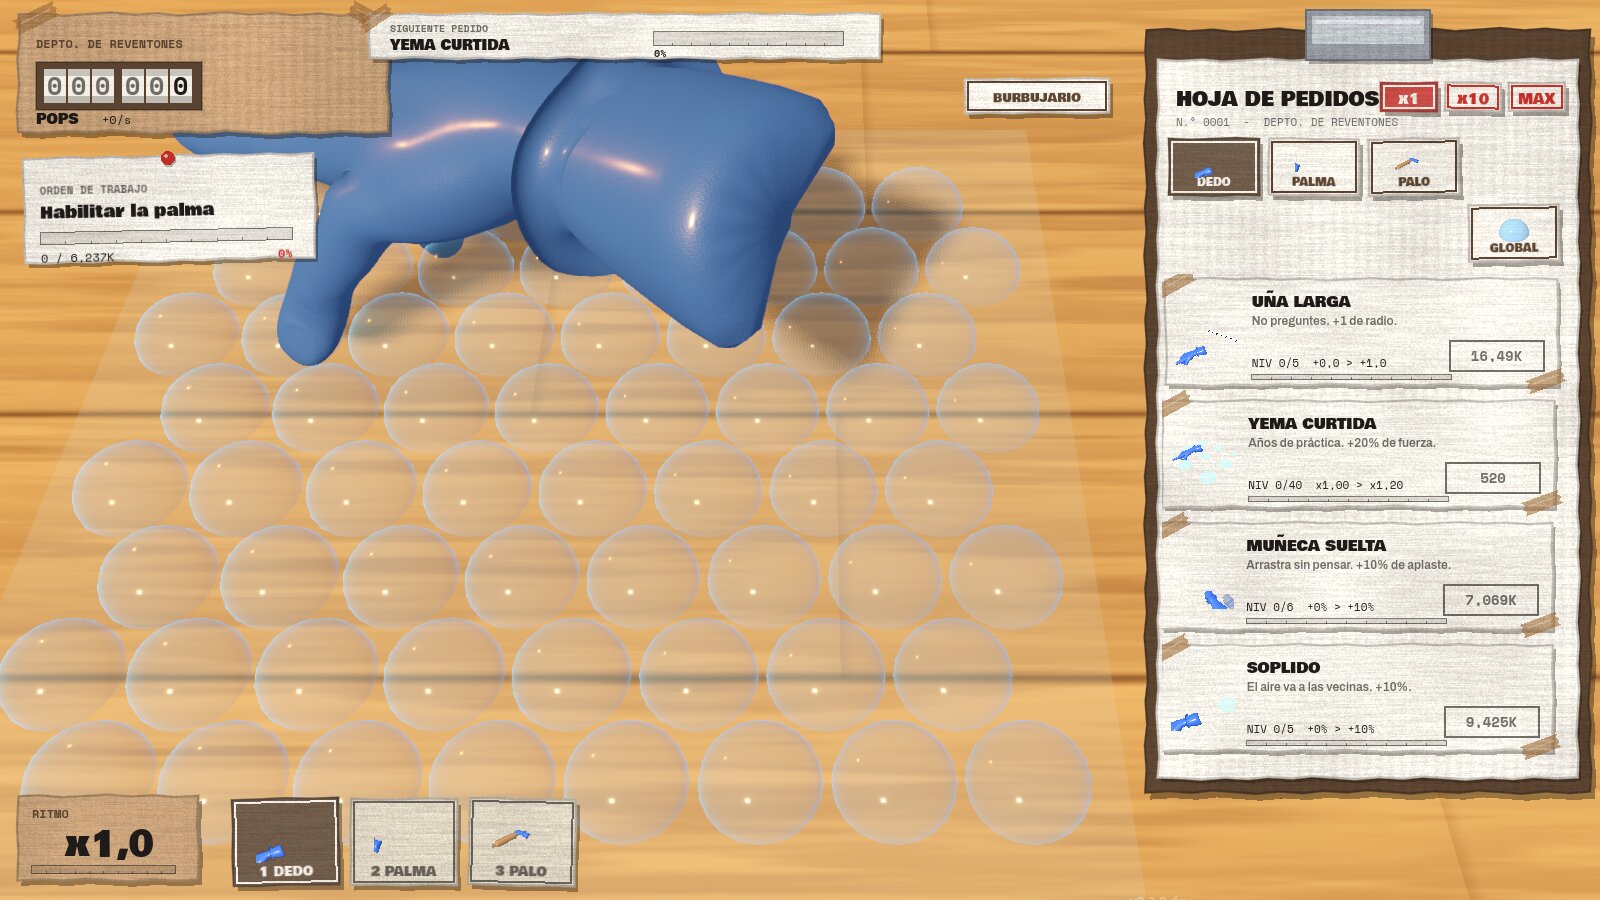 DEPTO. DE REVENTONES
000 000
POPS +0/s
SIGUIENTE PEDIDO
YEMA CURTIDA
0%
BURBUJARIO
ORDEN DE TRABAJO
Habilitar la palma
0 / 6,237K 0%
HOJA DE PEDIDOS x1 x10 MAX
N.° 0001 - DEPTO. DE REVENTONES
DEDO PALMA PALO
GLOBAL
UÑA LARGA
No preguntes. +1 de radio.
NIV 0/5 +0,0 > +1,0
16,49K
YEMA CURTIDA
Años de práctica. +20% de fuerza.
NIV 0/40 x1,00 > x1,20
520
MUÑECA SUELTA
Arrastra sin pensar. +10% de aplaste.
NIV 0/6 +0% > +10%
7,069K
SOPLIDO
El aire va a las vecinas. +10%.
NIV 0/5 +0% > +10%
9,425K
RITMO
x1,0
1 DEDO
2 PALMA
3 PALO